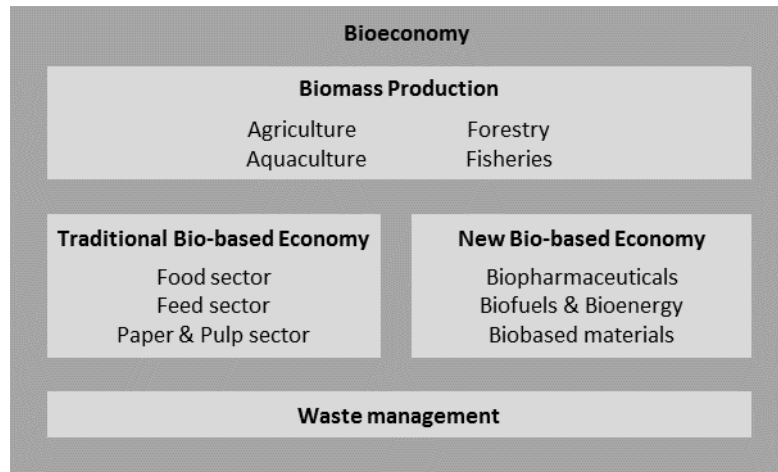 Bioeconomy
Biomass Production
Agriculture Forestry
Aquaculture Fisheries
Traditional Bio-based Economy
Food sector
Feed sector
Paper & Pulp sector
New Bio-based Economy
Biopharmaceuticals
Biofuels & Bioenergy
Biobased materials
Waste management